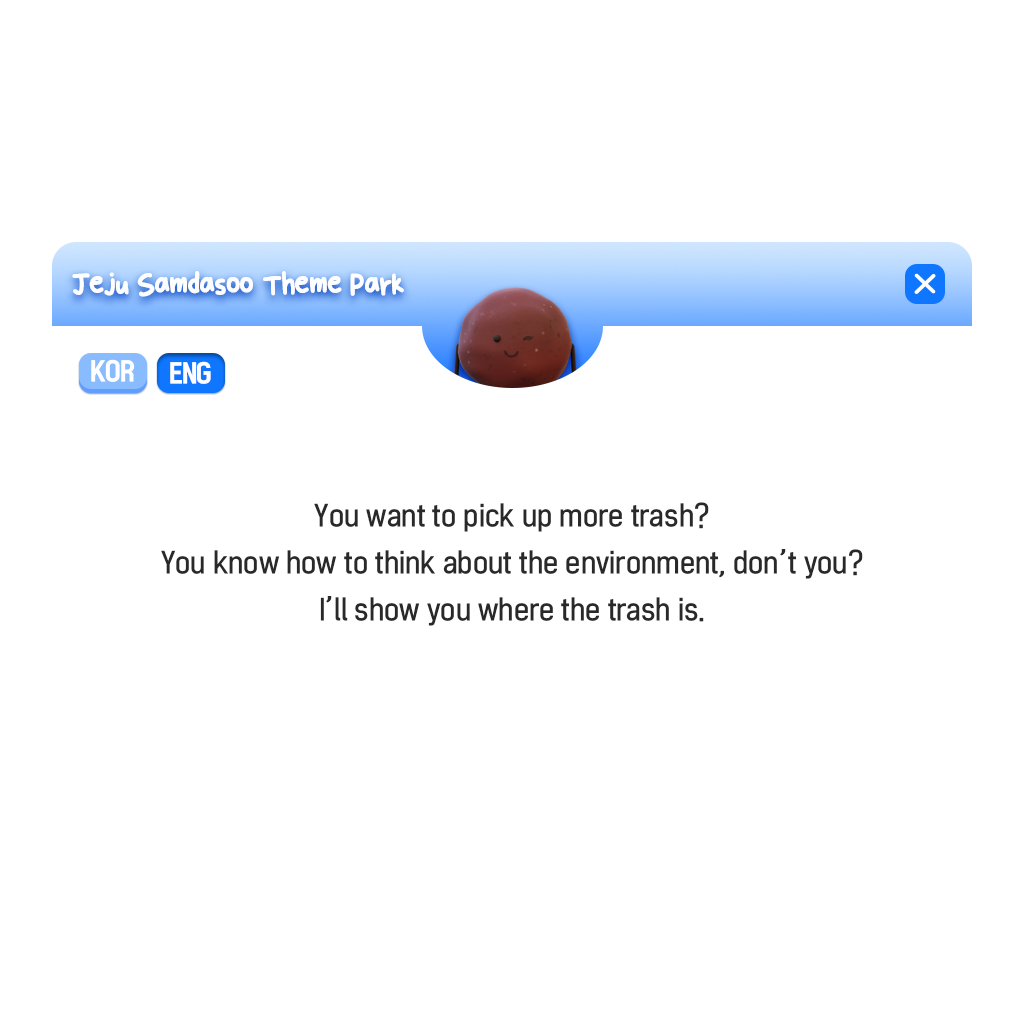 Jeju Samdasoo Theme Park
KOR ENG
You want to pick up more trash?
You know how to think about the environment, don't you?
I'll show you where the trash is.